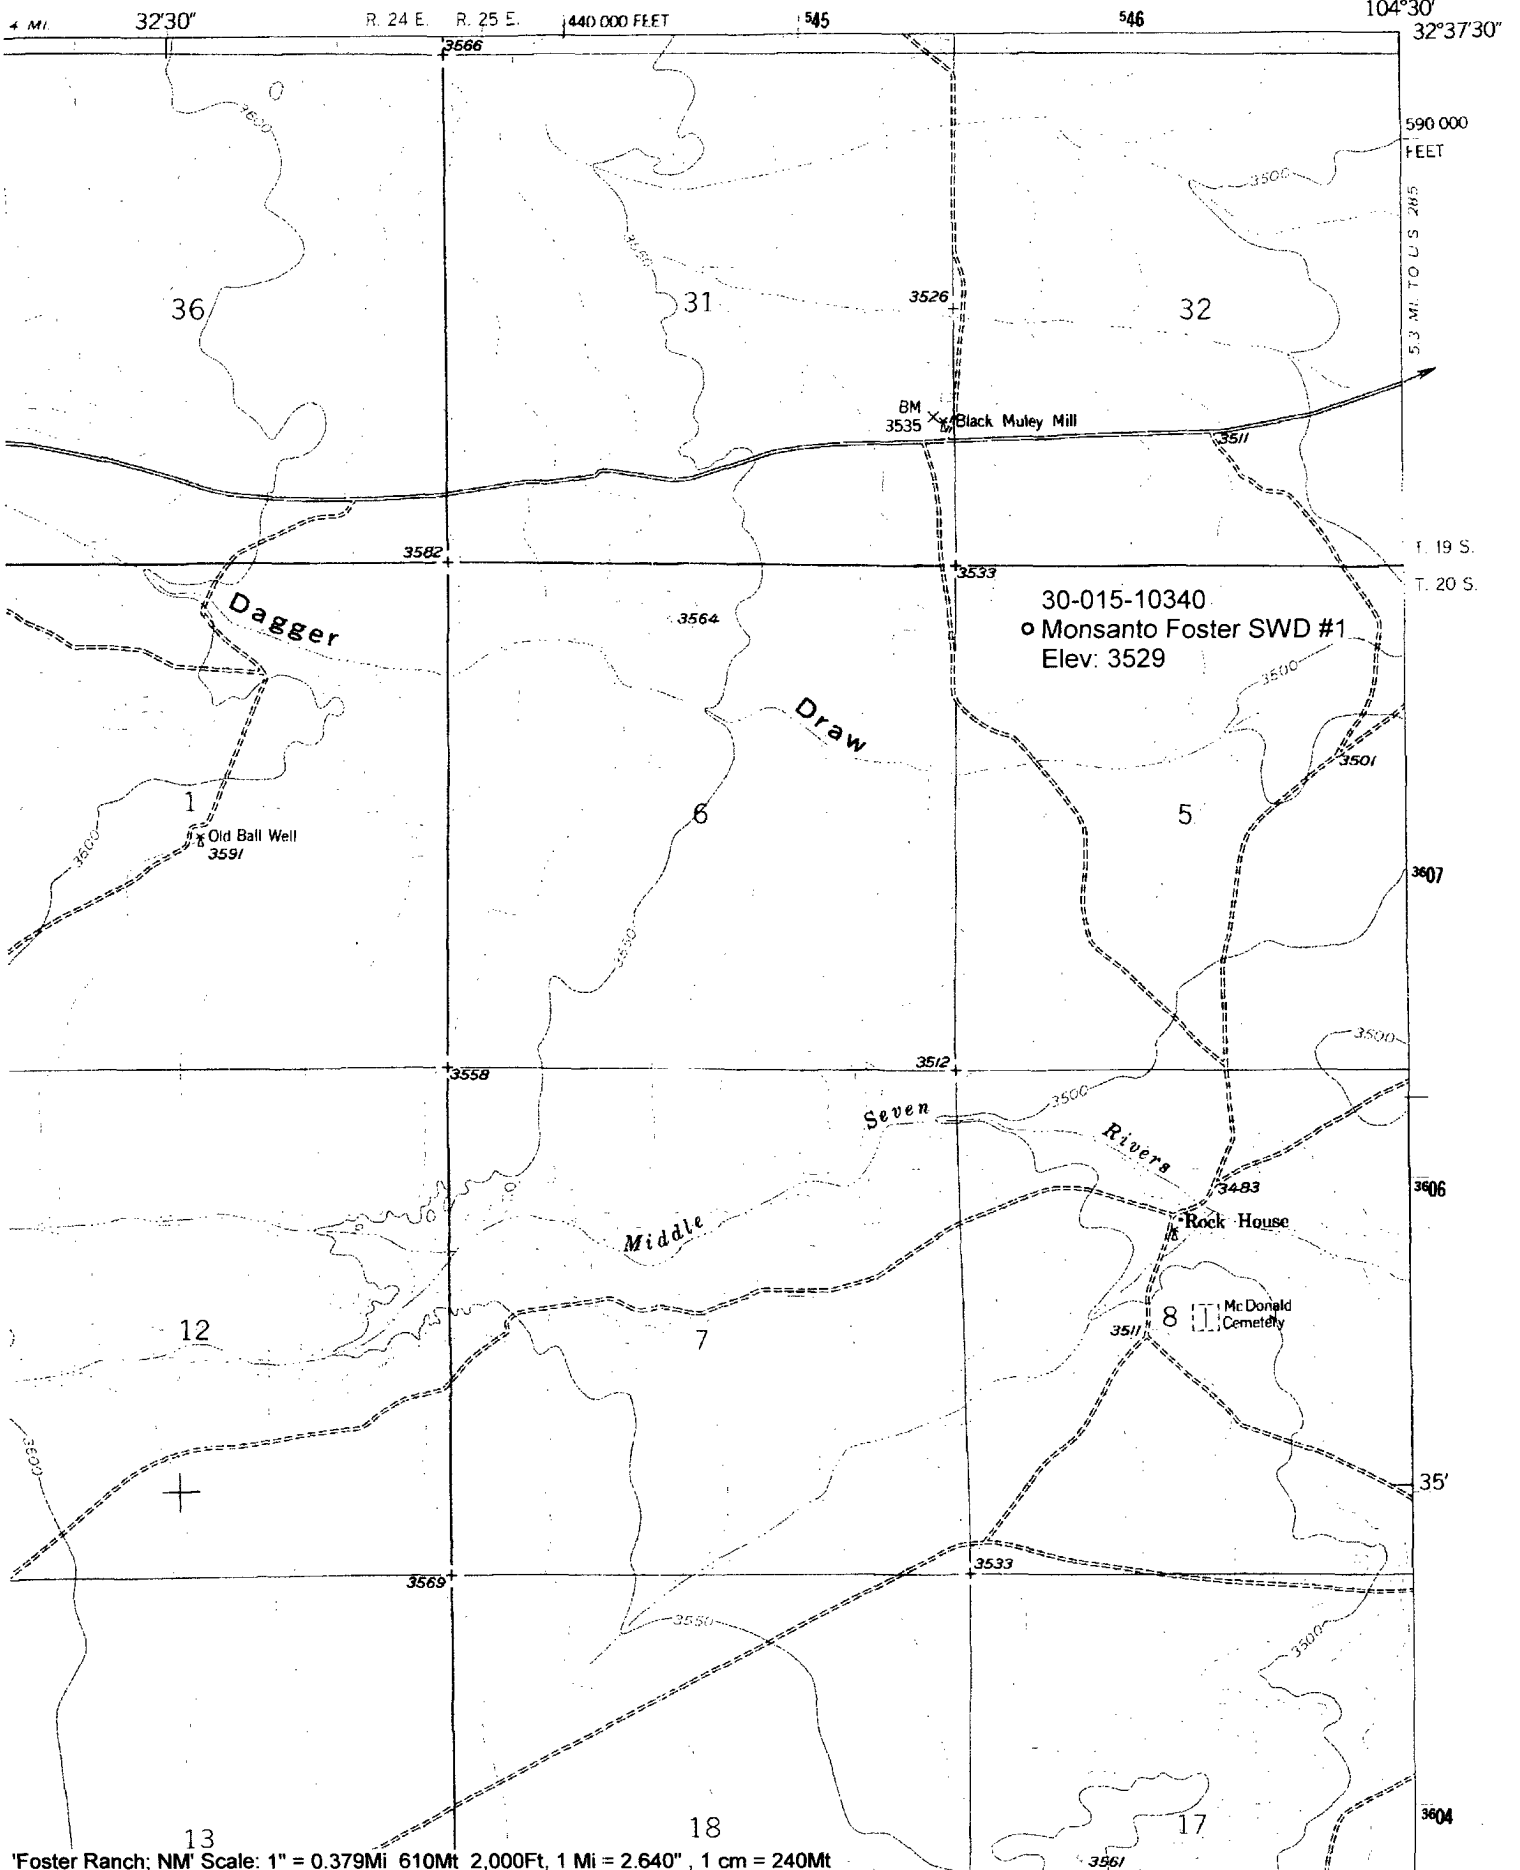 4 MI. 32'30" R. 24 E. R. 25 E. 440 000 FEET 545 546 104°30'
32°37'30"
3566
3600
590 000
FEET
3500
5.3 MI. TO U.S. 285
3550
36 31 3526 32
BM
3535 Black Muley Mill
3511
3582
3533
T. 19 S.
T. 20 S.
30-015-10340
Monsanto Foster SWD #1
Elev: 3529
Dagger
3564
3500
Draw
3501
1 6 5
Old Ball Well
3591
3600
3607
3550
3500
3558
3512
3500
Seven
Rivers
3483
3606
Middle
Rock House
12 7 8
McDonald
Cemetery
3511
3600
35'
3569
3533
3550
3500
3604
13 18 17
3561
'Foster Ranch; NM' Scale: 1" = 0.379Mi 610Mt 2,000Ft, 1 Mi = 2.640" , 1 cm = 240Mt